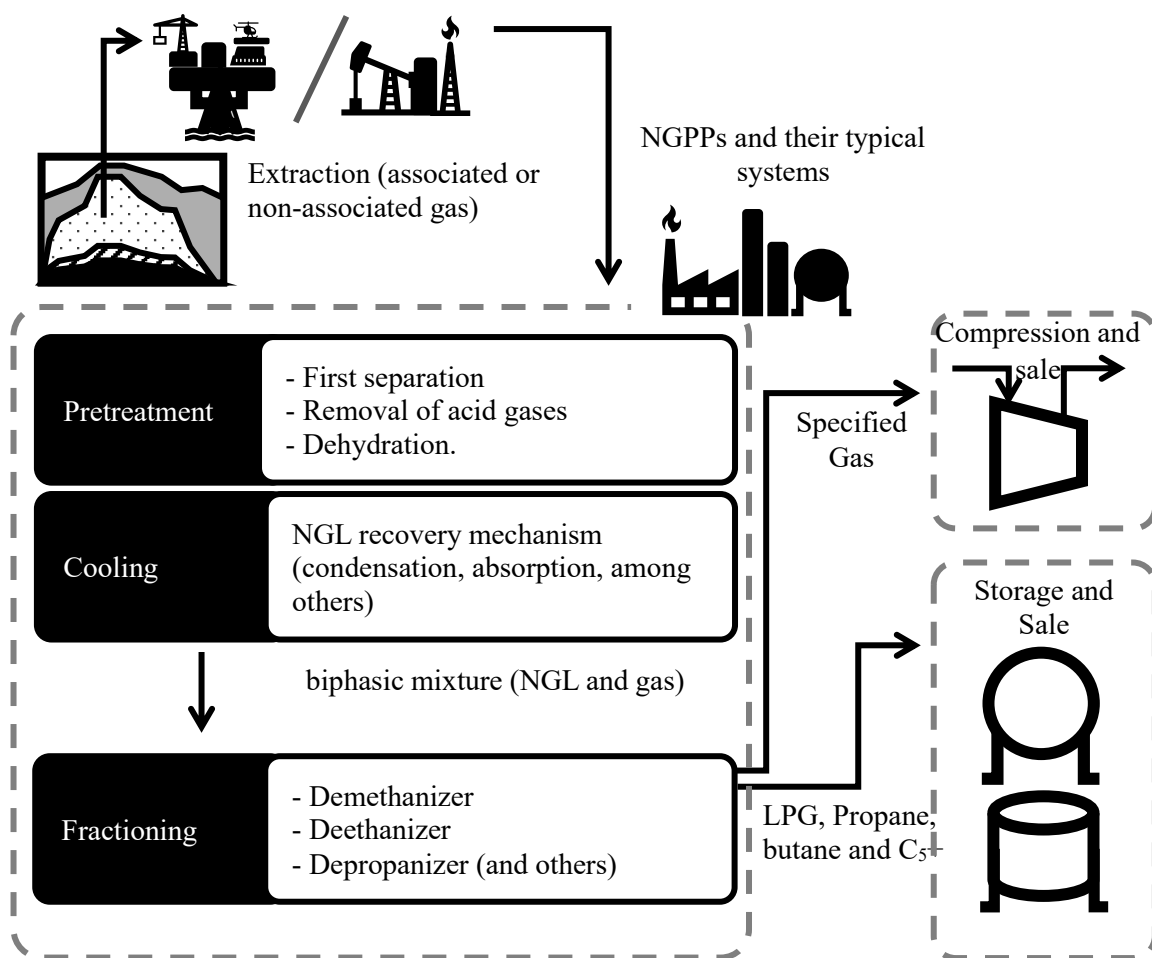 Extraction (associated or
non-associated gas)
NGPPs and their typical
systems
Pretreatment
- First separation
- Removal of acid gases
- Dehydration.
Cooling
NGL recovery mechanism
(condensation, absorption, among
others)
biphasic mixture (NGL and gas)
Fractioning
- Demethanizer
- Deethanizer
- Depropanizer (and others)
Specified
Gas
Compression and
sale
LPG, Propane,
butane and C₅₊
Storage and
Sale